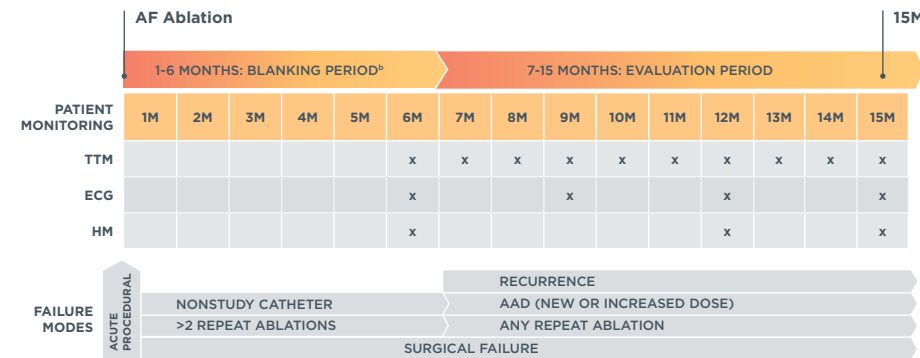 AF Ablation
15M
1-6 MONTHS: BLANKING PERIODᵇ
7-15 MONTHS: EVALUATION PERIOD
PATIENT MONITORING 1M 2M 3M 4M 5M 6M 7M 8M 9M 10M 11M 12M 13M 14M 15M
TTM x x x x x x x x x x
ECG x x x x
HM x x x
FAILURE MODES
ACUTE PROCEDURAL
RECURRENCE
NONSTUDY CATHETER
AAD (NEW OR INCREASED DOSE)
>2 REPEAT ABLATIONS
ANY REPEAT ABLATION
SURGICAL FAILURE